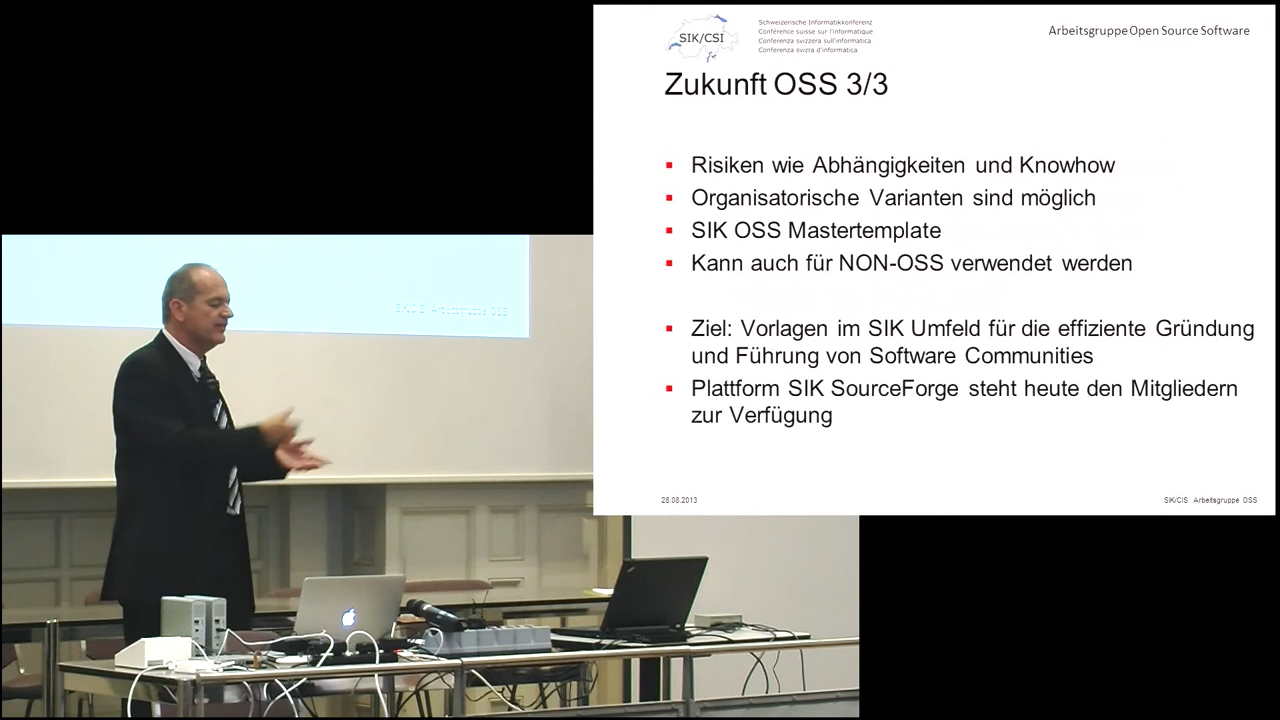 SIK/CSI
Schweizerische Informatikkonferenz
Conférence suisse sur l'informatique
Conferenza svizzera sull'informatica
Conferenza svizra d'informatica
Arbeitsgruppe Open Source Software
Zukunft OSS 3/3
Risiken wie Abhängigkeiten und Knowhow
Organisatorische Varianten sind möglich
SIK OSS Mastertemplate
Kann auch für NON-OSS verwendet werden
Ziel: Vorlagen im SIK Umfeld für die effiziente Gründung
und Führung von Software Communities
Plattform SIK SourceForge steht heute den Mitgliedern
zur Verfügung
28.08.2013
SIK/CIS Arbeitsgruppe OSS